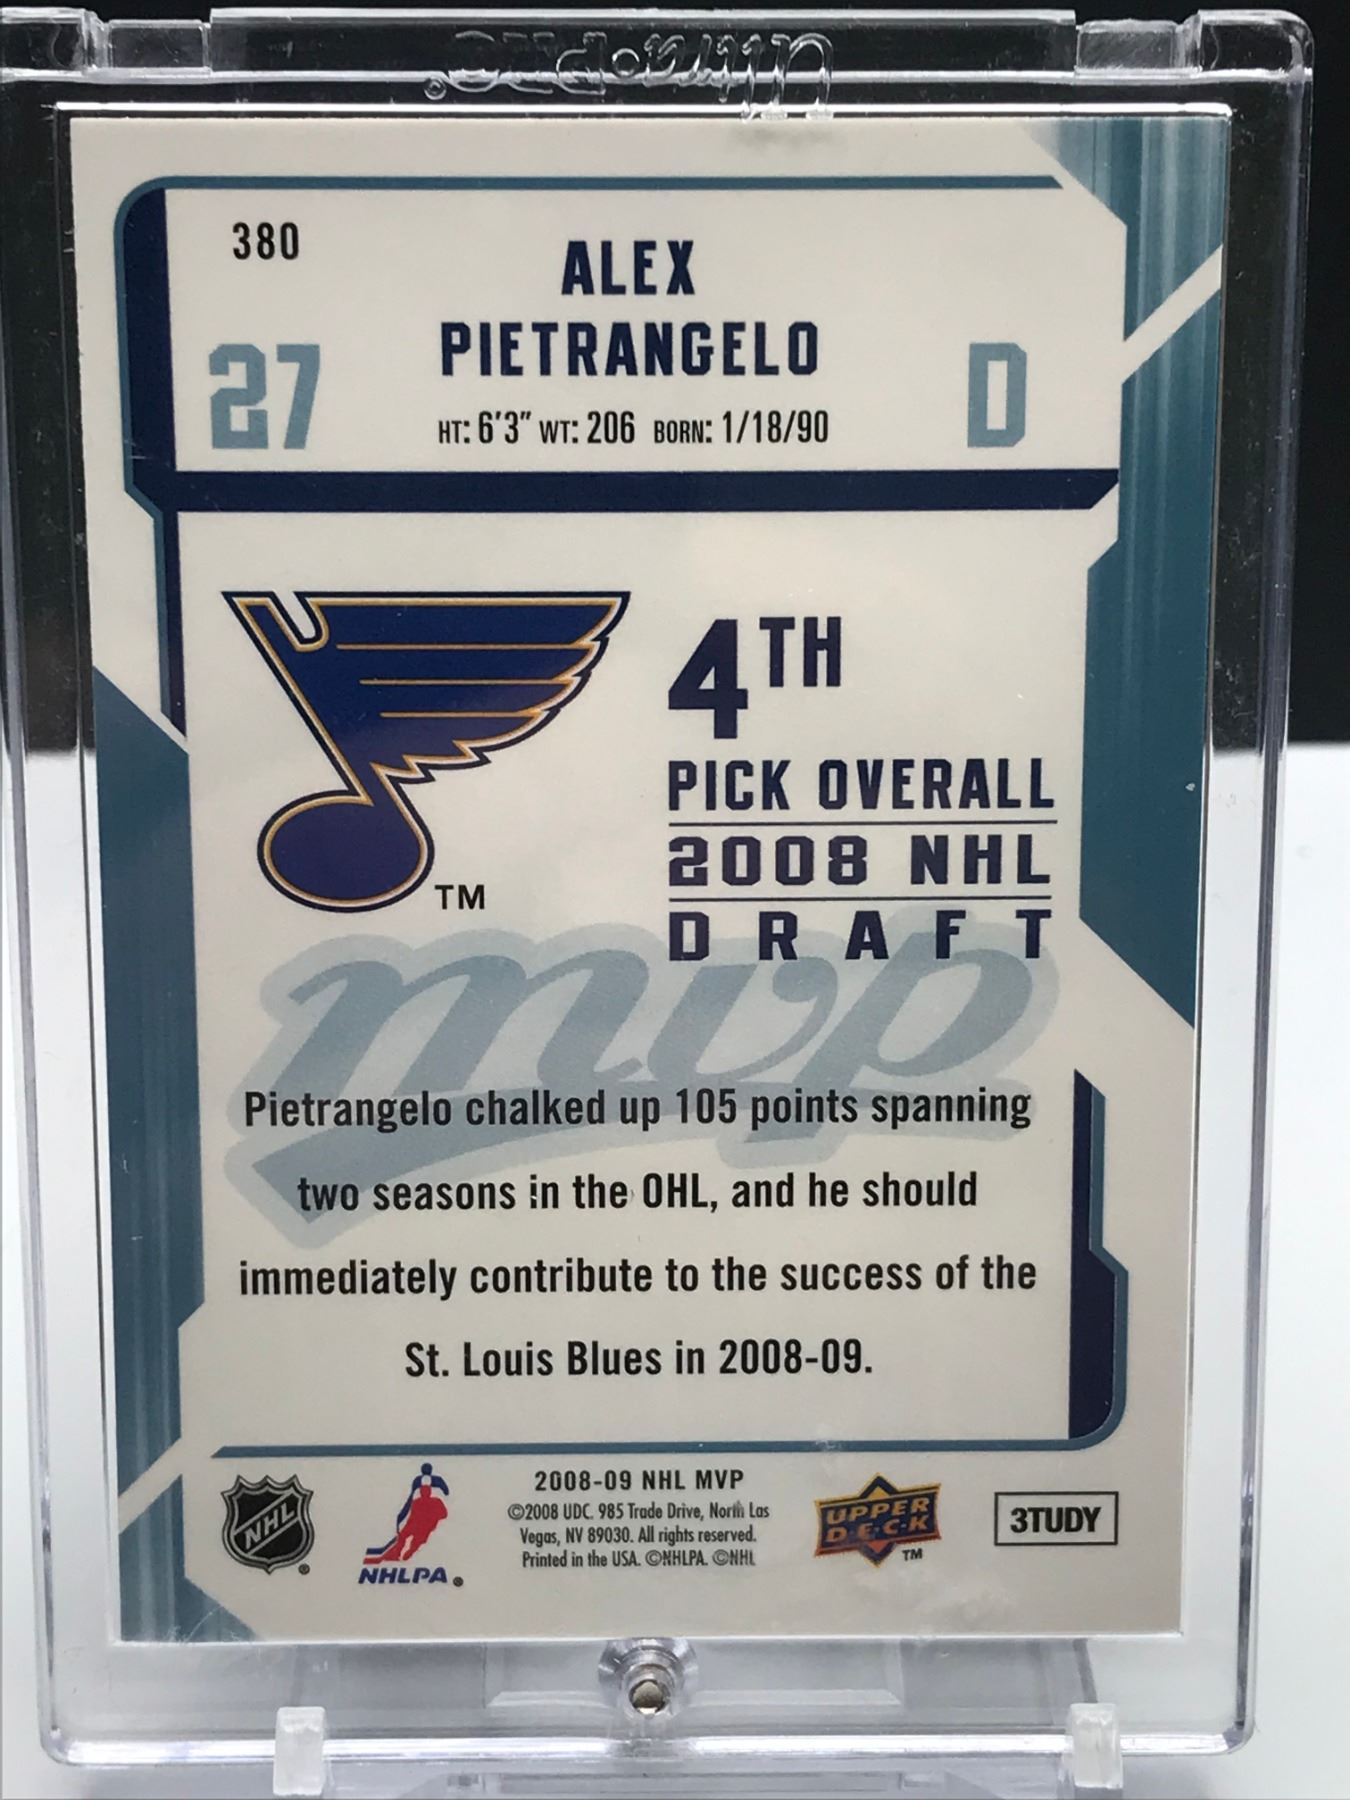 ultra•PRO®
380
ALEX
PIETRANGELO
27
D
HT: 6'3" WT: 206 BORN: 1/18/90
4TH
PICK OVERALL
2008 NHL
DRAFT
TM
mvp
Pietrangelo chalked up 105 points spanning
two seasons in the OHL, and he should
immediately contribute to the success of the
St. Louis Blues in 2008-09.
NHL
NHLPA
2008-09 NHL MVP
©2008 UDC. 985 Trade Drive, North Las
Vegas, NV 89030. All rights reserved.
Printed in the USA. ©NHLPA. ©NHL
UPPER
D•E•C•K
TM
3TUDY